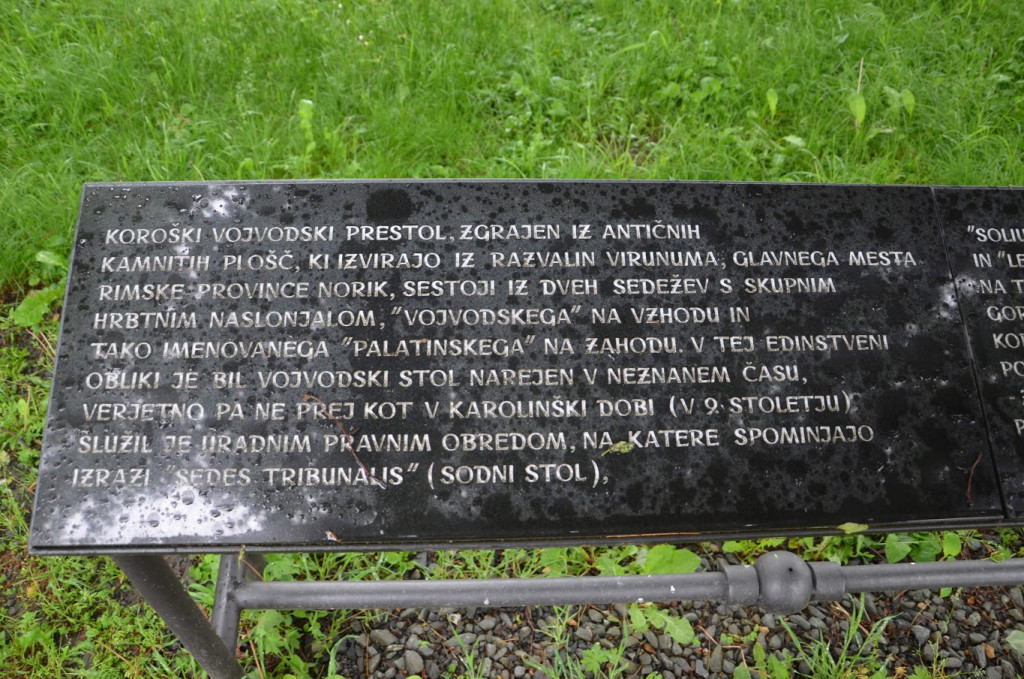 KOROŠKI VOJVODSKI PRESTOL, ZGRAJEN IZ ANTIČNIH
KAMNITIH PLOŠČ, KI IZVIRAJO IZ RAZVALIN VIRUNUMA, GLAVNEGA MESTA
RIMSKE PROVINCE NORIK, SESTOJI IZ DVEH SEDEŽEV S SKUPNIM
HRBTNIM NASLONJALOM, "VOJVODSKEGA" NA VZHODU IN
TAKO IMENOVANEGA "PALATINSKEGA" NA ZAHODU. V TEJ EDINSTVENI
OBLIKI JE BIL VOJVODSKI STOL NAREJEN V NEZNANEM ČASU,
VERJETNO PA NE PREJ KOT V KAROLINŠKI DOBI (V 9. STOLETJU)
SLUŽIL JE URADNIM PRAVNIM OBREDOM, NA KATERE SPOMINJAJO
IZRAZI "SEDES TRIBUNALIS" (SODNI STOL),
"SOLIU
IN "LE
NA T
GOR
KOR
PO
P